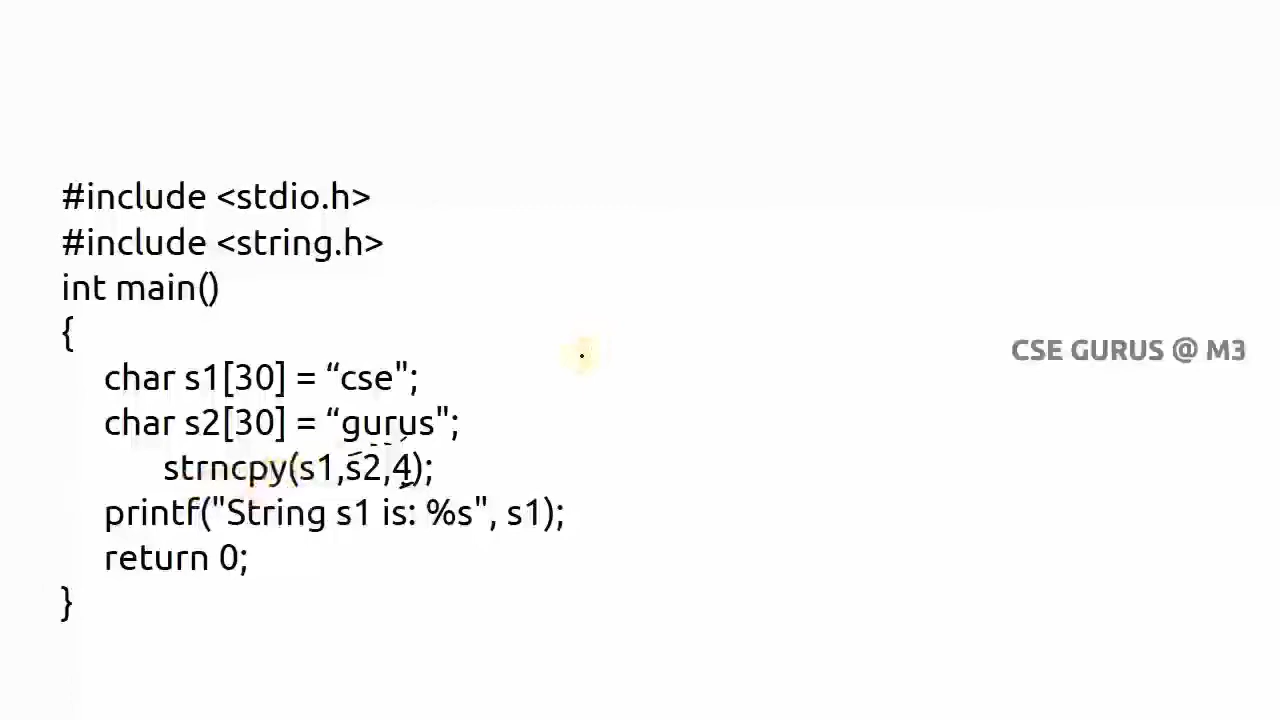 #include <stdio.h>
#include <string.h>
int main()
{
char s1[30] = “cse";
char s2[30] = “gurus";
strncpy(s1,s2,4);
printf("String s1 is: %s", s1);
return 0;
}
CSE GURUS @ M3